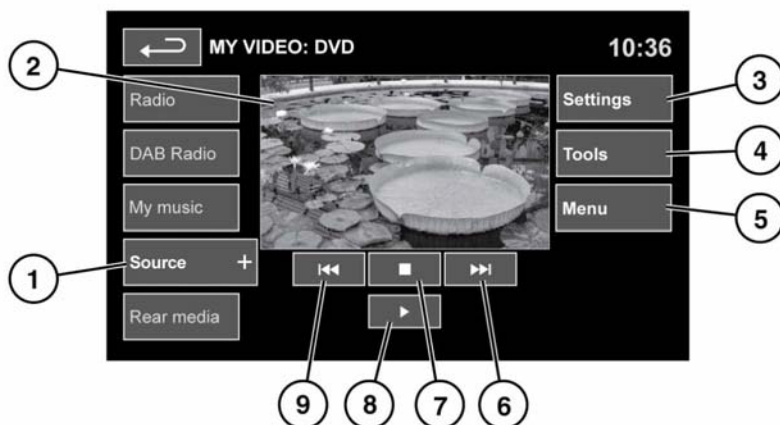 MY VIDEO: DVD 10:36
2
Radio
Settings
3
DAB Radio
Tools
4
My music
Menu
5
1
Source +
Rear media
9 8 7 6